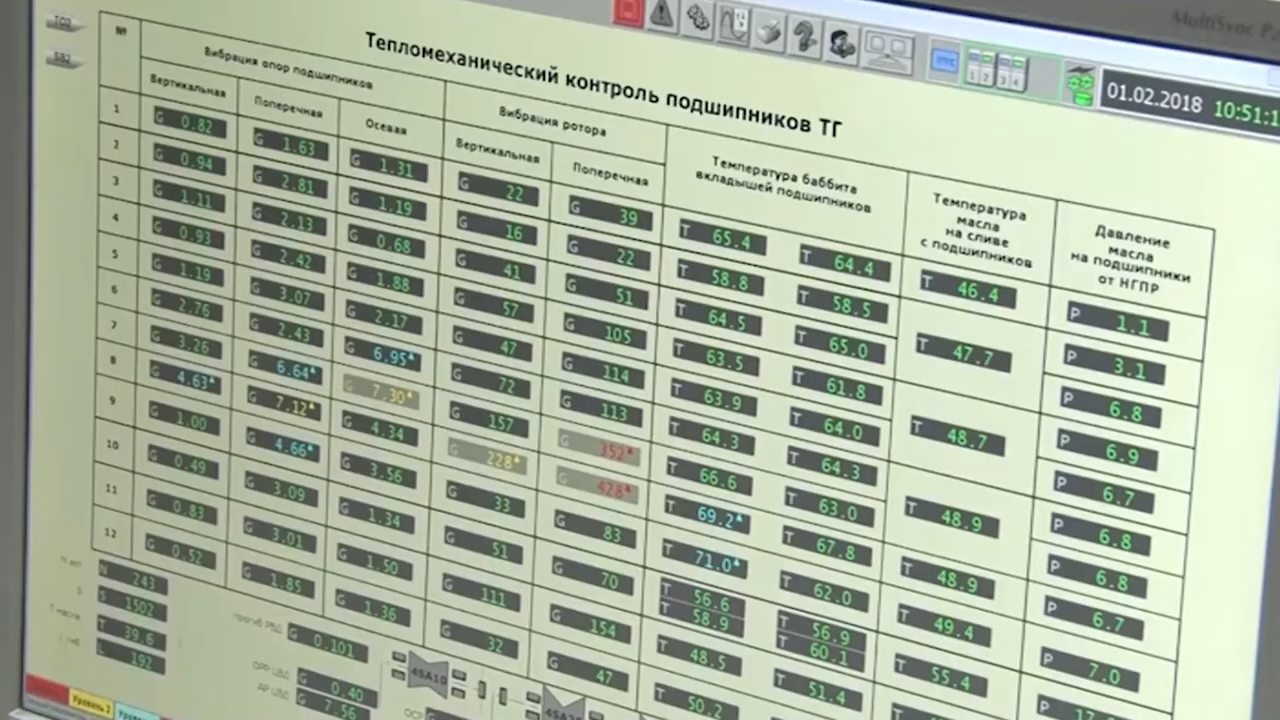 MultiSync P
ТО2
БВ2
01.02.2018 10:51:1
Тепломеханический контроль подшипников ТГ
№ Вибрация опор подшипников Вибрация ротора Температура баббита вкладышей подшипников Температура масла на сливе с подшипников Давление масла на подшипники от НГПР
Вертикальная Поперечная Осевая Вертикальная Поперечная
1 G 0.82 G 1.63 G 1.31 G 22 G 39 T 65.4 T 64.4 T 46.4 P 1.1
2 G 0.94 G 2.81 G 1.19 G 16 G 22 T 58.8 T 58.5 T 47.7 P 3.1
3 G 1.11 G 2.13 G 0.68 G 41 G 51 T 64.5 T 65.0 P 6.8
4 G 0.93 G 2.42 G 1.88 G 57 G 105 T 63.5 T 61.8 T 48.7 P 6.9
5 G 1.19 G 3.07 G 2.17 G 47 G 114 T 63.9 T 64.0 P 6.7
6 G 2.76 G 2.43 G 6.95 G 72 G 113 T 64.3 T 64.3 T 48.9 P 6.8
7 G 3.26 G 6.64 G 7.30 G 157 G 352 T 66.6 T 63.0 P 6.8
8 G 4.63 G 7.12 G 4.34 G 228 G 428 T 69.2 T 67.8 T 48.9 P 6.7
9 G 1.00 G 4.66 G 3.56 G 33 G 83 T 71.0 T 62.0 T 49.4 P 7.0
10 G 0.49 G 3.09 G 1.34 G 51 G 70 T 56.6 T 58.9 T 56.9 T 60.1 T 55.4
11 G 0.83 G 3.01 G 1.50 G 111 G 154 T 48.5 T 51.4
12 G 0.52 G 1.85 G 1.36 G 32 G 47 T 50.2
N 243
S S 1502
T масла T 39.6
L 192
прогиб РВД G 0.101
ОРР ЦВД G 0.40
АР ЦВД G 7.56
4SA10
Уровень 2